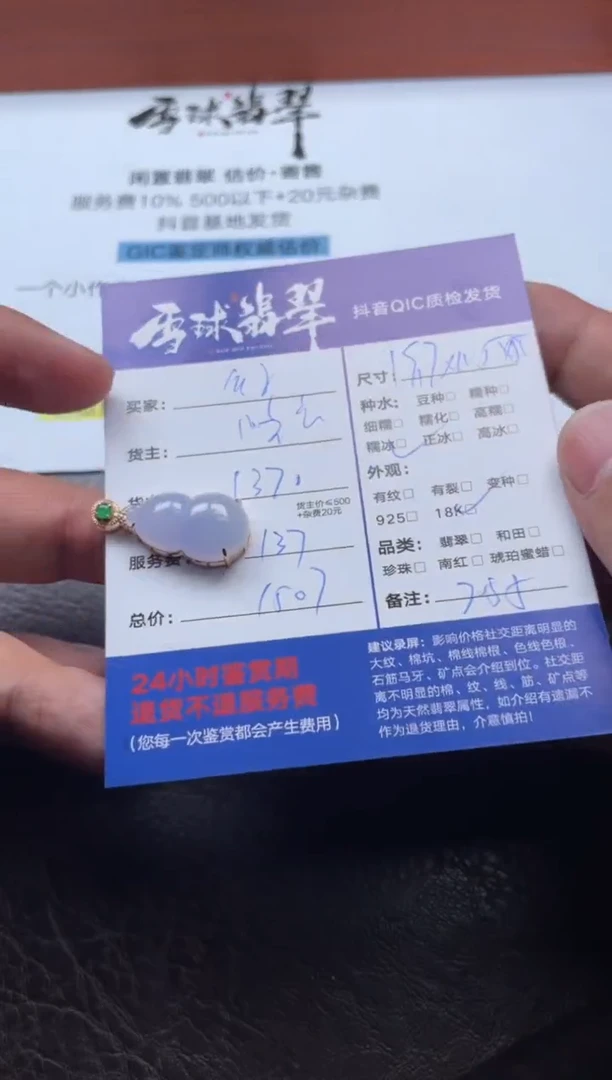 雪球翡翠
闲置翡翠 估价·寄售
服务费10% 500以下+20元杂费
抖音基地发货
GIC鉴定师权威估价
一个小作
雪球翡翠
抖音QIC质检发货
买家:
货主:
1370
货主价≤500
+杂费20元
服务费:
137
总价:
1507
尺寸:
种水: 豆种□ 糯种□
细糯□ 糯化□ 高糯□
糯冰□ 正冰□ 高冰□
外观:
有纹□ 有裂□ 变种□
925□ 18K□
品类: 翡翠□ 和田□
珍珠□ 南红□ 琥珀蜜蜡□
备注:
24小时鉴赏期
退货不退服务费
(您每一次鉴赏都会产生费用)
建议录屏:影响价格社交距离明显的
大纹、棉坑、棉线棉根、色线色根、
石筋马牙、矿点会介绍到位。社交距
离不明显的棉、纹、线、筋、矿点等
均为天然翡翠属性,如介绍有遗漏不
作为退货理由,介意慎拍!